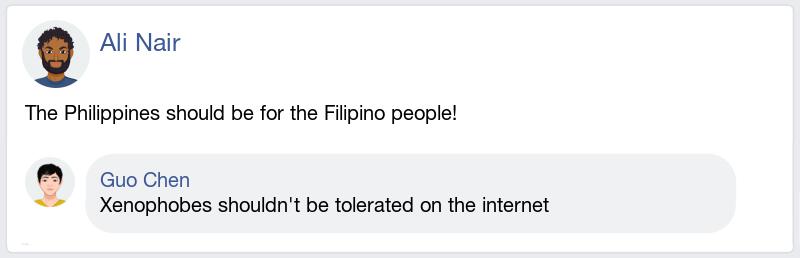 Ali Nair
The Philippines should be for the Filipino people!
Guo Chen
Xenophobes shouldn't be tolerated on the internet